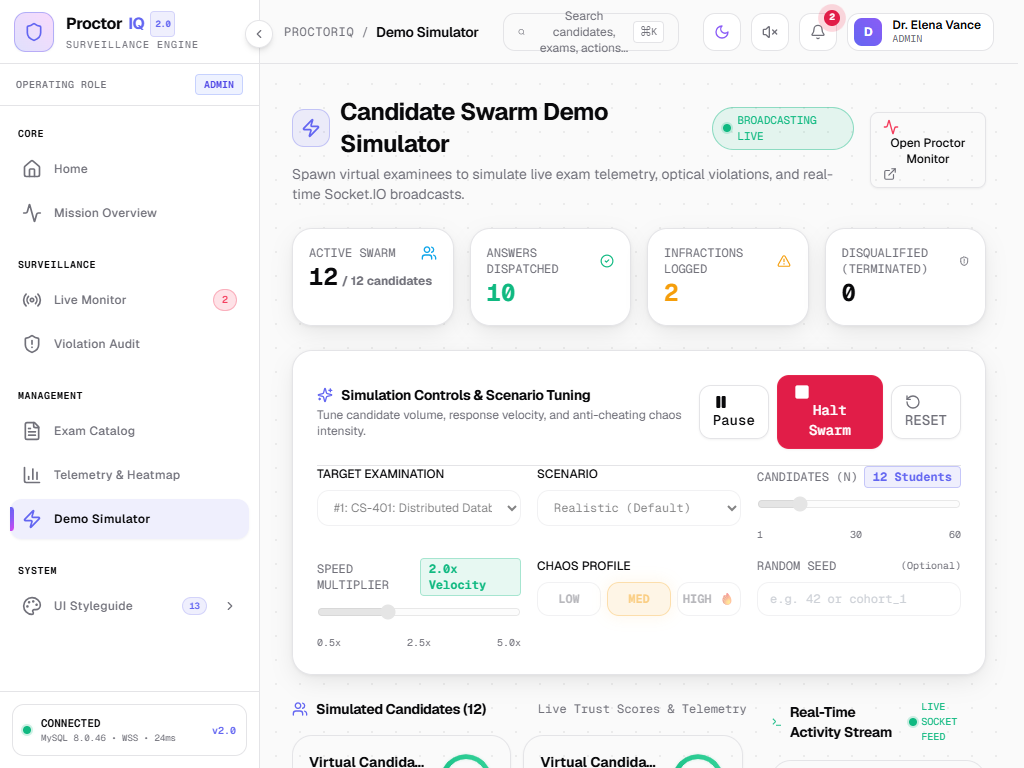 Proctor IQ 2.0
SURVEILLANCE ENGINE
OPERATING ROLE ADMIN
CORE
Home
Mission Overview
SURVEILLANCE
Live Monitor 2
Violation Audit
MANAGEMENT
Exam Catalog
Telemetry & Heatmap
Demo Simulator
SYSTEM
UI Styleguide 13
CONNECTED
MySQL 8.0.46 • WSS • 24ms
v2.0
PROCTORIQ / Demo Simulator
Search
candidates,
exams, actions...
⌘K
2
D
Dr. Elena Vance
ADMIN
Candidate Swarm Demo
Simulator
BROADCASTING
LIVE
Open Proctor
Monitor
Spawn virtual examinees to simulate live exam telemetry, optical violations, and real-
time Socket.IO broadcasts.
ACTIVE SWARM
12 / 12 candidates
ANSWERS
DISPATCHED
10
INFRACTIONS
LOGGED
2
DISQUALIFIED
(TERMINATED)
0
Simulation Controls & Scenario Tuning
Tune candidate volume, response velocity, and anti-cheating chaos
intensity.
Pause
Halt
Swarm
RESET
TARGET EXAMINATION
#1: CS-401: Distributed Datat
SCENARIO
Realistic (Default)
CANDIDATES (N) 12 Students
1 30 60
SPEED
MULTIPLIER
2.0x
Velocity
0.5x 2.5x 5.0x
CHAOS PROFILE
LOW MED HIGH 🔥
RANDOM SEED (Optional)
e.g. 42 or cohort_1
Simulated Candidates (12)
Live Trust Scores & Telemetry
Virtual Candida...
Virtual Candida...
Real-Time
Activity Stream
LIVE
SOCKET
FEED